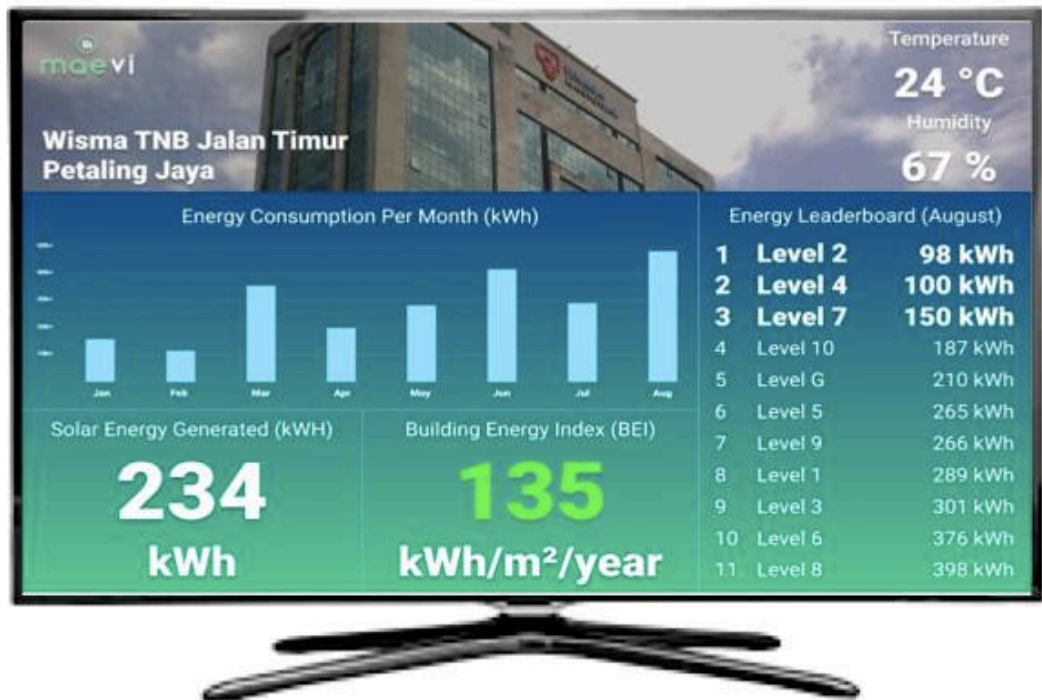 maevi
Wisma TNB Jalan Timur
Petaling Jaya
Temperature
24 °C
Humidity
67 %
Energy Consumption Per Month (kWh)
Jan Feb Mar Apr May Jun Jul Aug
Solar Energy Generated (kWH)
234
kWh
Building Energy Index (BEI)
135
kWh/m²/year
Energy Leaderboard (August)
1 Level 2 98 kWh
2 Level 4 100 kWh
3 Level 7 150 kWh
4 Level 10 187 kWh
5 Level G 210 kWh
6 Level 5 265 kWh
7 Level 9 266 kWh
8 Level 1 289 kWh
9 Level 3 301 kWh
10 Level 6 376 kWh
11 Level 8 398 kWh